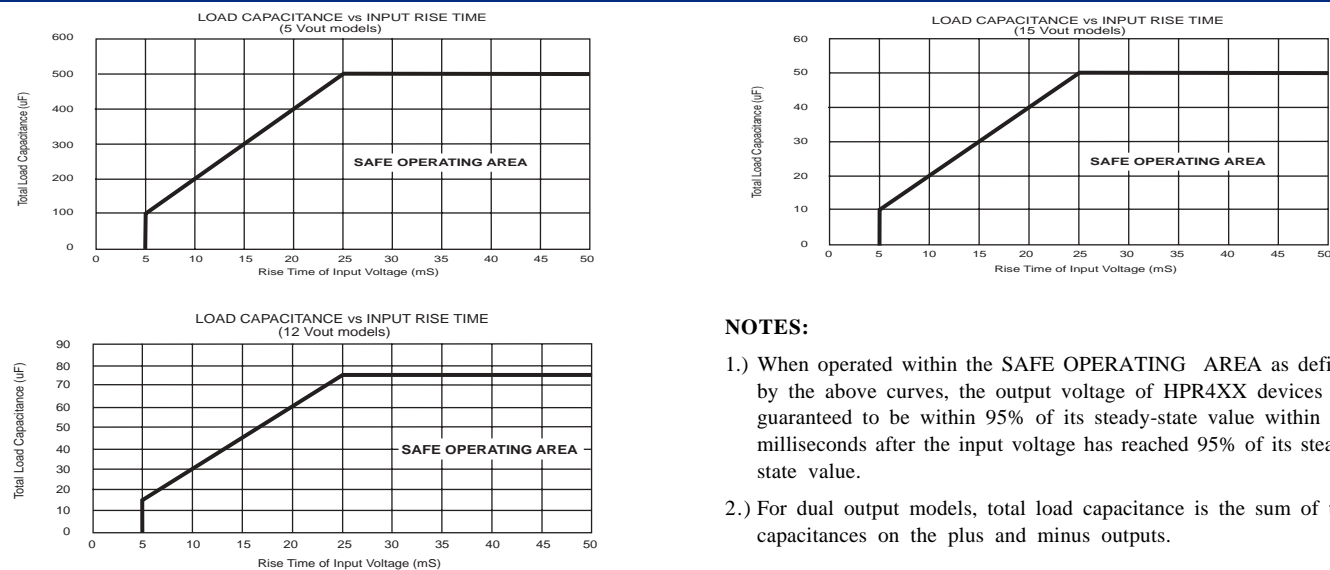 LOAD CAPACITANCE vs INPUT RISE TIME
(5 Vout models)
600
500
400
300
200
100
0
Total Load Capacitance (uF)
SAFE OPERATING AREA
0 5 10 15 20 25 30 35 40 45 50
Rise Time of Input Voltage (mS)
LOAD CAPACITANCE vs INPUT RISE TIME
(12 Vout models)
90
80
70
60
50
40
30
20
10
0
Total Load Capacitance (uF)
SAFE OPERATING AREA
0 5 10 15 20 25 30 35 40 45 50
Rise Time of Input Voltage (mS)
LOAD CAPACITANCE vs INPUT RISE TIME
(15 Vout models)
60
50
40
30
20
10
0
Total Load Capacitance (uF)
SAFE OPERATING AREA
0 5 10 15 20 25 30 35 40 45 50
Rise Time of Input Voltage (mS)
NOTES:
1.) When operated within the SAFE OPERATING AREA as
by the above curves, the output voltage of HPR4XX devices
guaranteed to be within 95% of its steady-state value within
milliseconds after the input voltage has reached 95% of its
state value.
2.) For dual output models, total load capacitance is the sum of
capacitances on the plus and minus outputs.